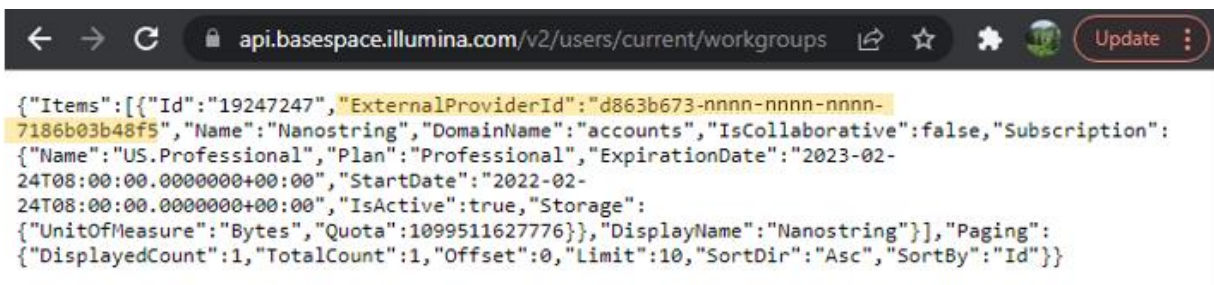 api.basespace.illumina.com/v2/users/current/workgroups Update
{"Items":[{"Id":"19247247","ExternalProviderId":"d863b673-nnnn-nnnn-nnnn-
7186b03b48f5","Name":"Nanostring","DomainName":"accounts","IsCollaborative":false,"Subscription":
{"Name":"US.Professional","Plan":"Professional","ExpirationDate":"2023-02-
24T08:00:00.0000000+00:00","StartDate":"2022-02-
24T08:00:00.0000000+00:00","IsActive":true,"Storage":
{"UnitOfMeasure":"Bytes","Quota":1099511627776}},"DisplayName":"Nanostring"}],"Paging":
{"DisplayedCount":1,"TotalCount":1,"Offset":0,"Limit":10,"SortDir":"Asc","SortBy":"Id"}}